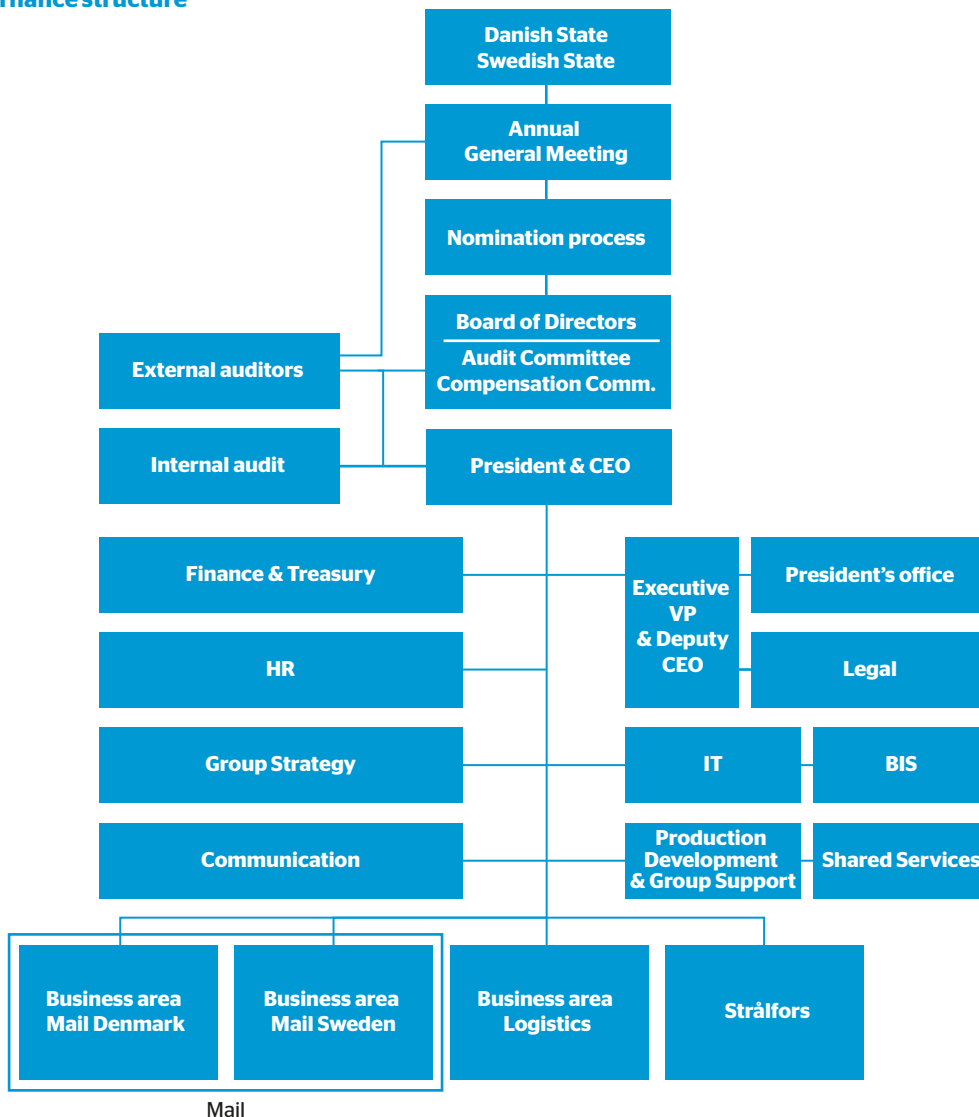 Danish State
Swedish State
Annual
General Meeting
Nomination process
Board of Directors
Audit Committee
Compensation Comm.
External auditors
Internal audit
President & CEO
Finance & Treasury
Executive
VP
& Deputy
CEO
President’s office
HR
Legal
Group Strategy
IT
BIS
Communication
Production
Development
& Group Support
Shared Services
Business area
Mail Denmark
Business area
Mail Sweden
Business area
Logistics
Strålfors
Mail